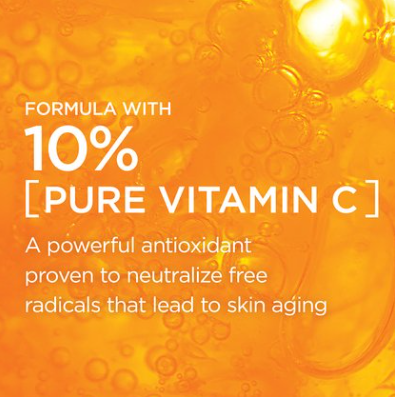 FORMULA WITH
10%
[PURE VITAMIN C]
A powerful antioxidant
proven to neutralize free
radicals that lead to skin aging